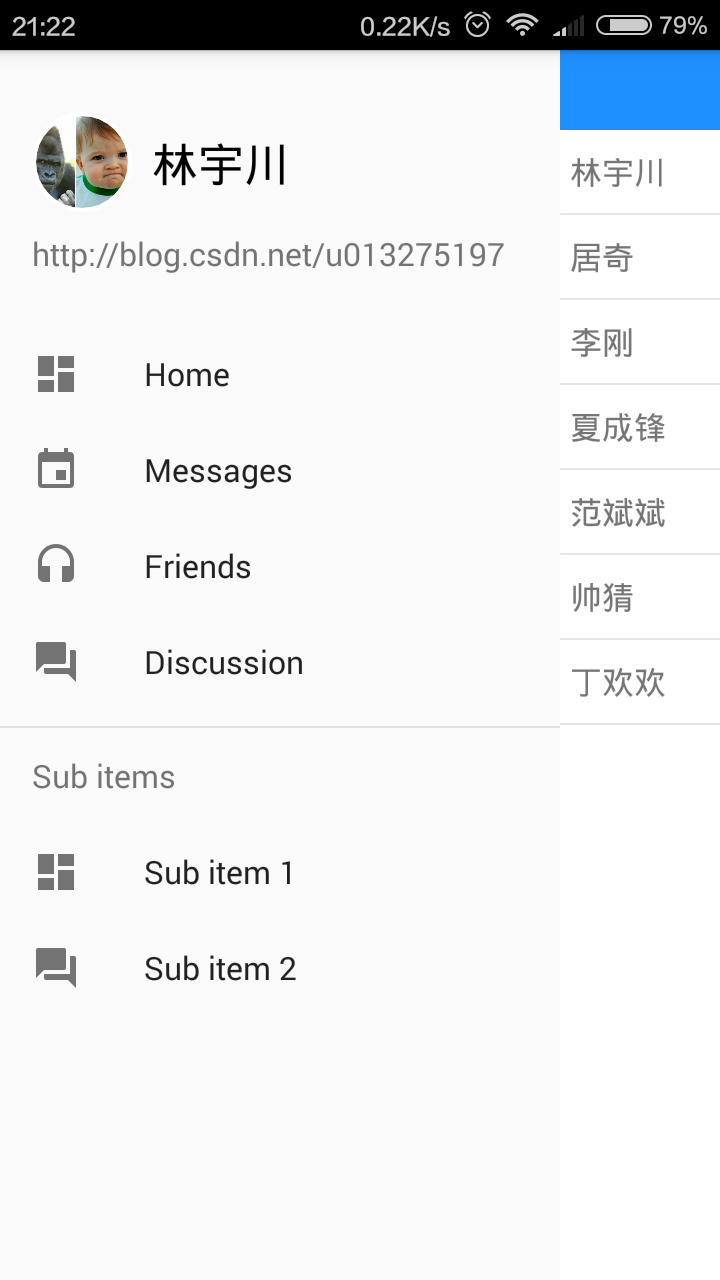 21:22 0.22K/s 79%
林宇川
http://blog.csdn.net/u013275197
Home
Messages
Friends
Discussion
Sub items
Sub item 1
Sub item 2
林宇川
居奇
李刚
夏成锋
范斌斌
帅猜
丁欢欢